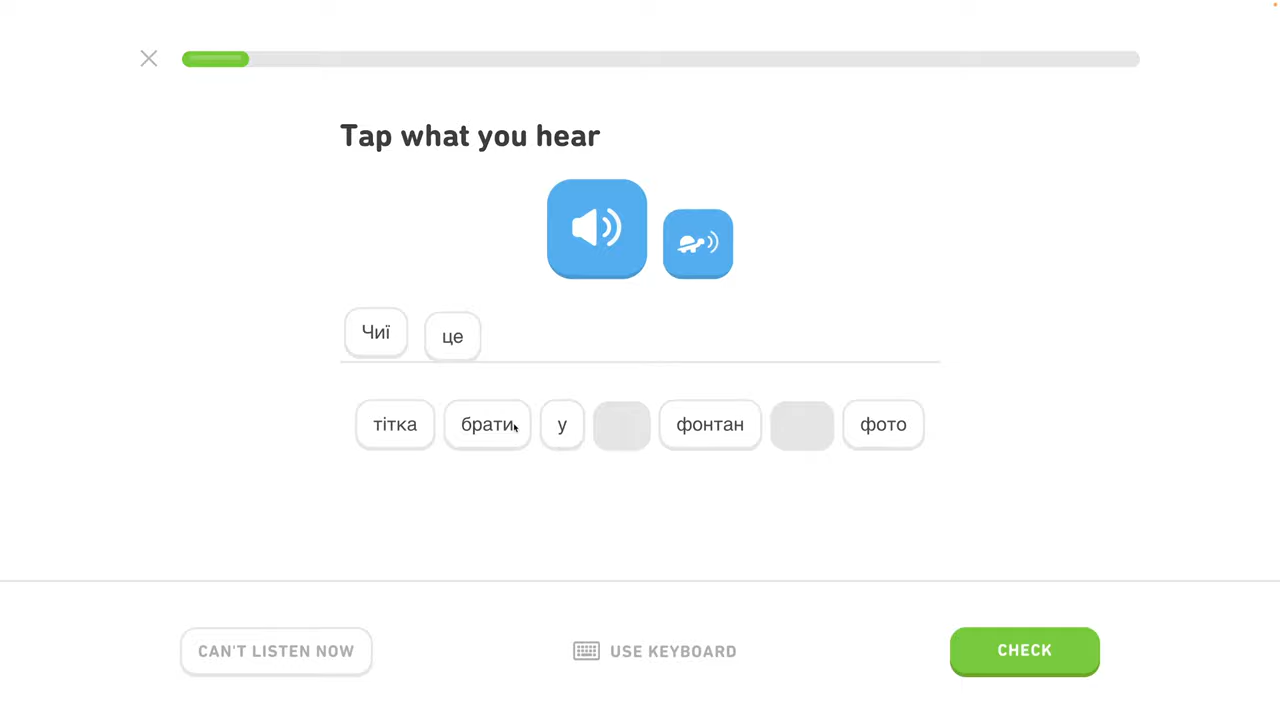 Tap what you hear
Чиї це
тітка брати у фонтан фото
CAN'T LISTEN NOW USE KEYBOARD CHECK